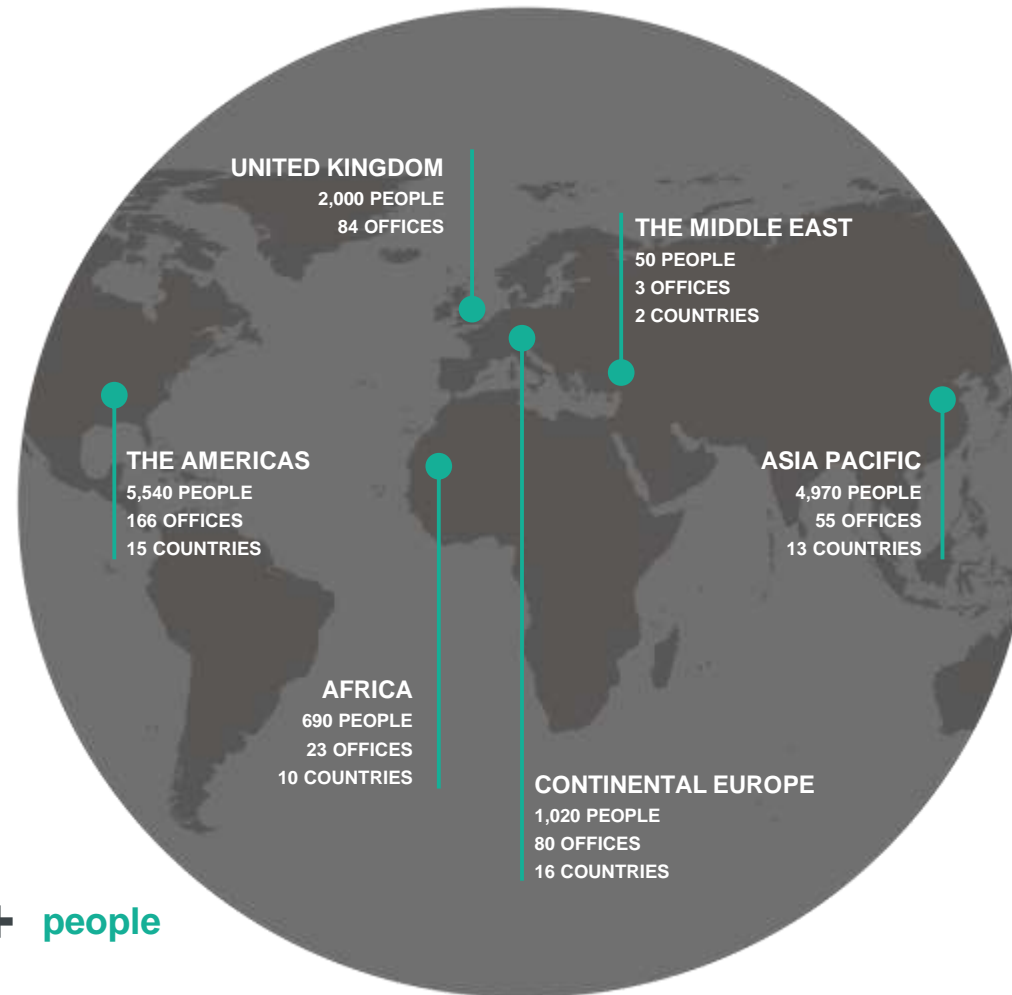 UNITED KINGDOM
2,000 PEOPLE
84 OFFICES
THE MIDDLE EAST
50 PEOPLE
3 OFFICES
2 COUNTRIES
THE AMERICAS
5,540 PEOPLE
166 OFFICES
15 COUNTRIES
ASIA PACIFIC
4,970 PEOPLE
55 OFFICES
13 COUNTRIES
AFRICA
690 PEOPLE
23 OFFICES
10 COUNTRIES
CONTINENTAL EUROPE
1,020 PEOPLE
80 OFFICES
16 COUNTRIES
+ people